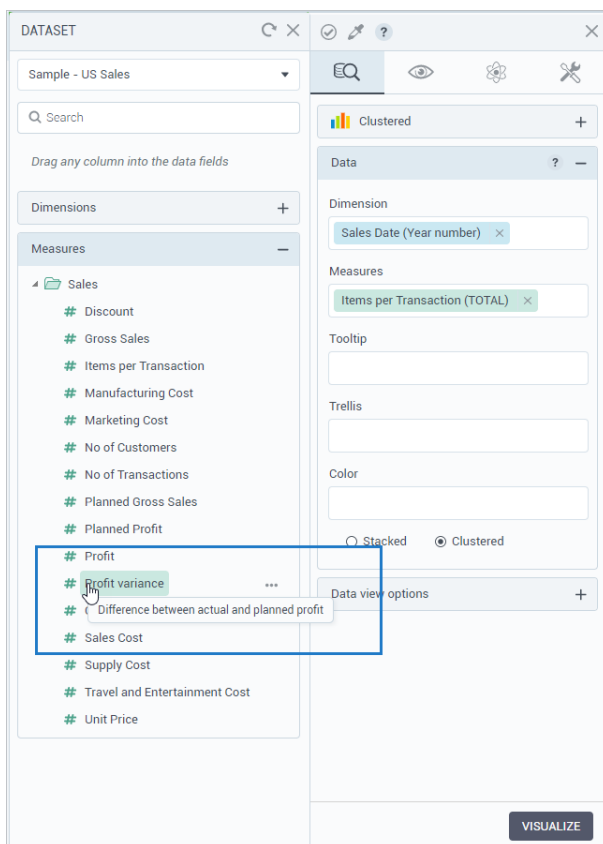 DATASET
Sample - US Sales
Search
Drag any column into the data fields
Dimensions
Measures
Sales
# Discount
# Gross Sales
# Items per Transaction
# Manufacturing Cost
# Marketing Cost
# No of Customers
# No of Transactions
# Planned Gross Sales
# Planned Profit
# Profit
# Profit variance
Difference between actual and planned profit
# Sales Cost
# Supply Cost
# Travel and Entertainment Cost
# Unit Price
?
Clustered
Data ?
Dimension
Sales Date (Year number) ×
Measures
Items per Transaction (TOTAL) ×
Tooltip
Trellis
Color
Stacked Clustered
Data view options
VISUALIZE